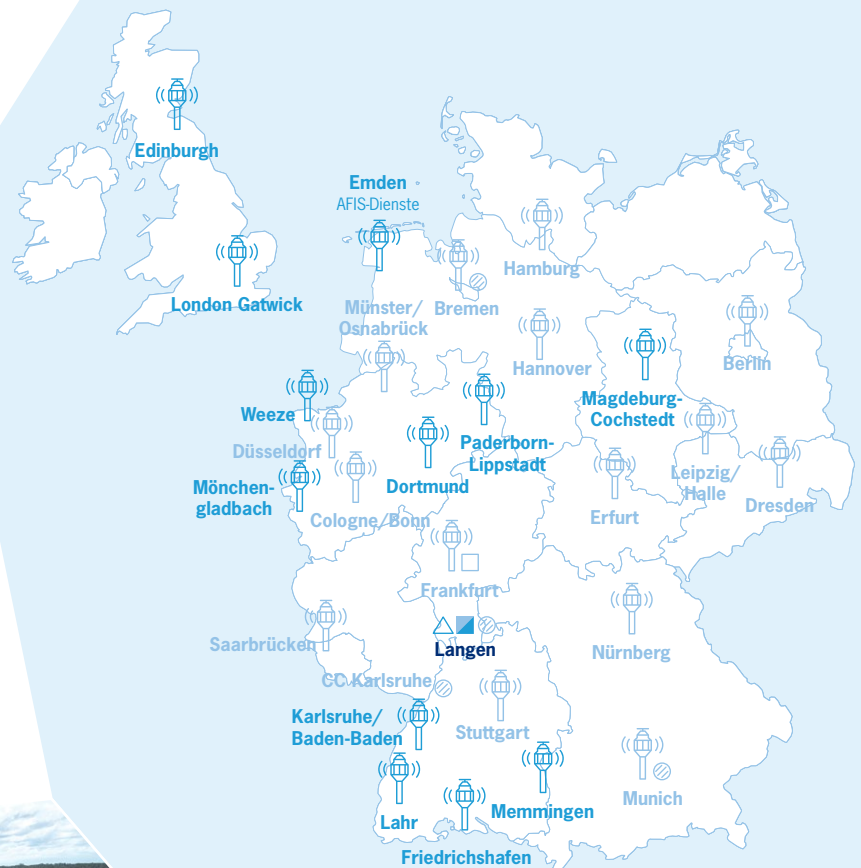 Edinburgh
Emden
AFIS-Dienste
Hamburg
London Gatwick
Münster/
Osnabrück
Bremen
Hannover
Berlin
Magdeburg-
Cochstedt
Weeze
Düsseldorf
Paderborn-
Lippstadt
Leipzig/
Halle
Mönchen-
gladbach
Dortmund
Cologne/Bonn
Erfurt
Dresden
Frankfurt
Saarbrücken
Langen
Nürnberg
CC Karlsruhe
Karlsruhe/
Baden-Baden
Stuttgart
Munich
Lahr
Memmingen
Friedrichshafen